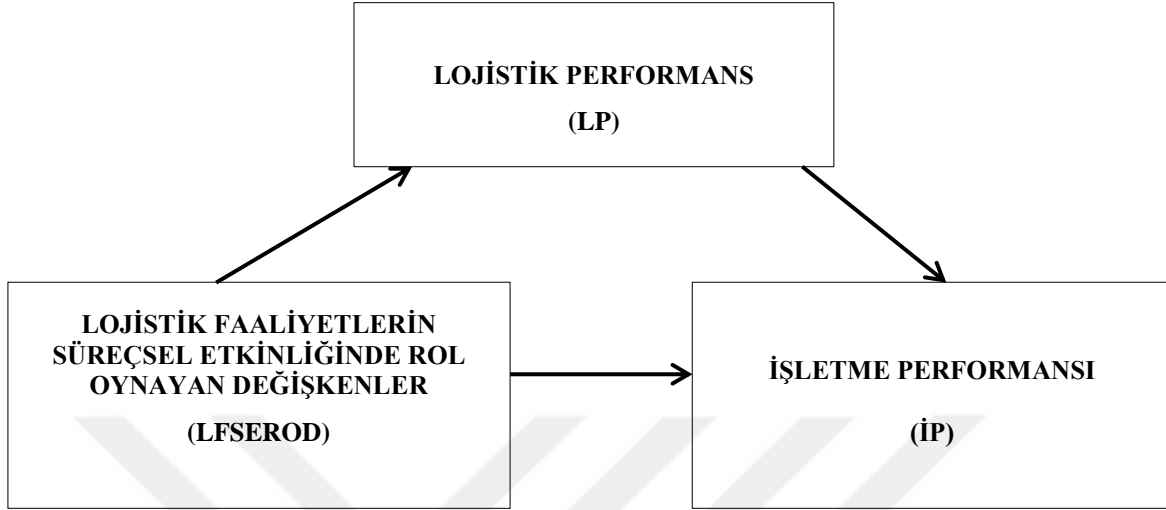 LOJİSTİK PERFORMANS
(LP)
LOJİSTİK FAALİYETLERİN
SÜREÇSEL ETKİNLİĞİNDE ROL
OYNAYAN DEĞİŞKENLER
(LFSEROD)
İŞLETME PERFORMANSI
(İP)